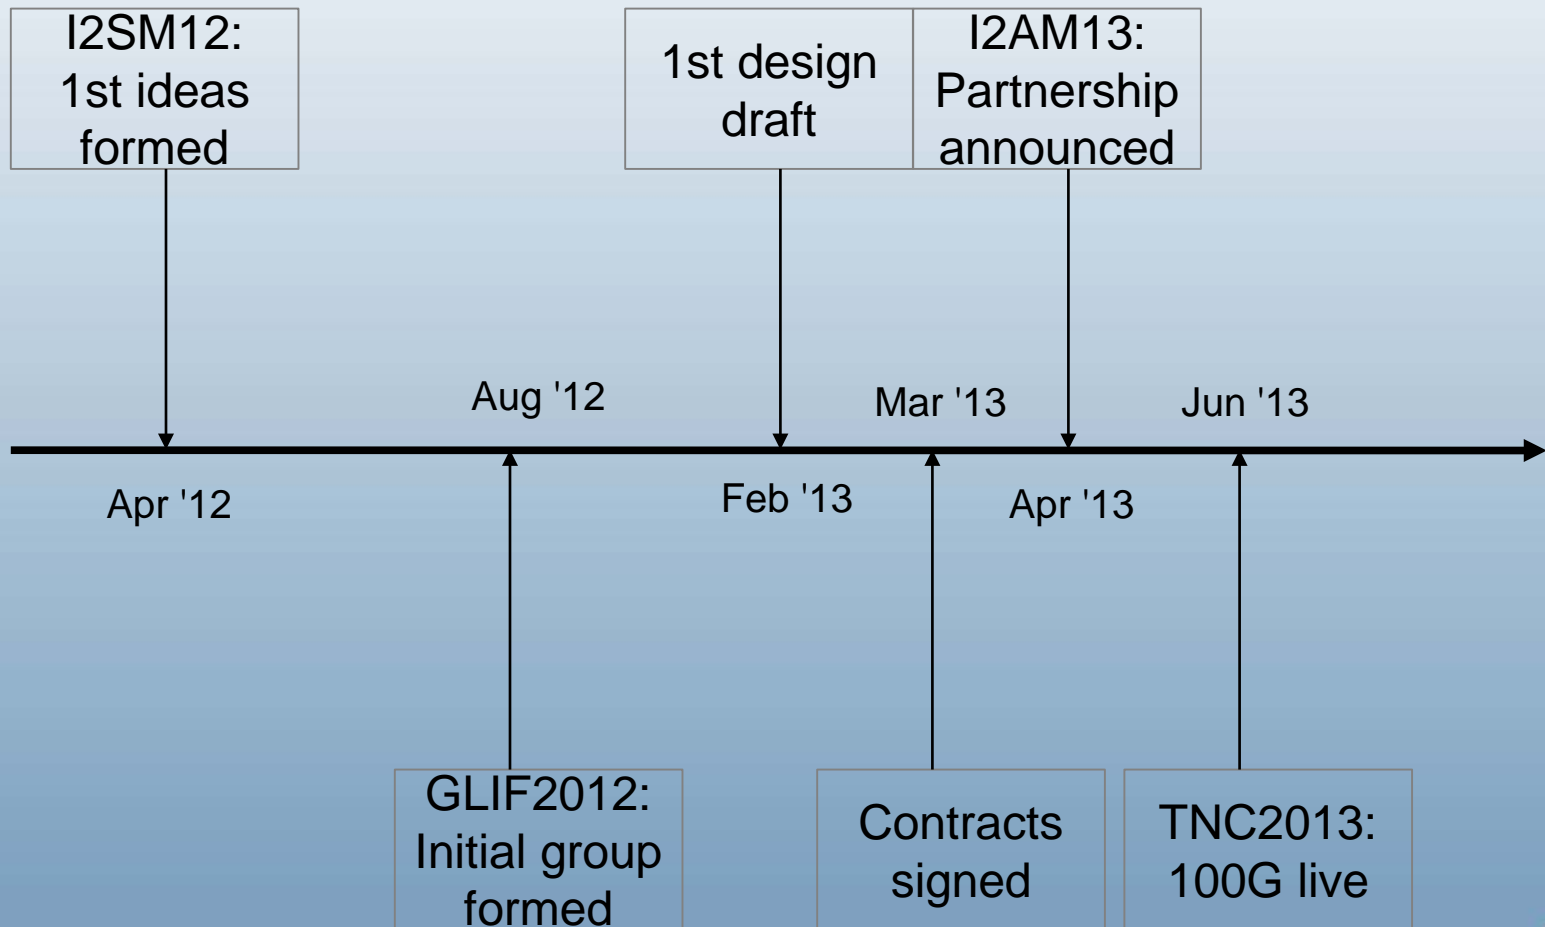 I2SM12:
1st ideas
formed
1st design
draft
I2AM13:
Partnership
announced
Aug '12
Mar '13
Jun '13
Apr '12
Feb '13
Apr '13
GLIF2012:
Initial group
formed
Contracts
signed
TNC2013:
100G live